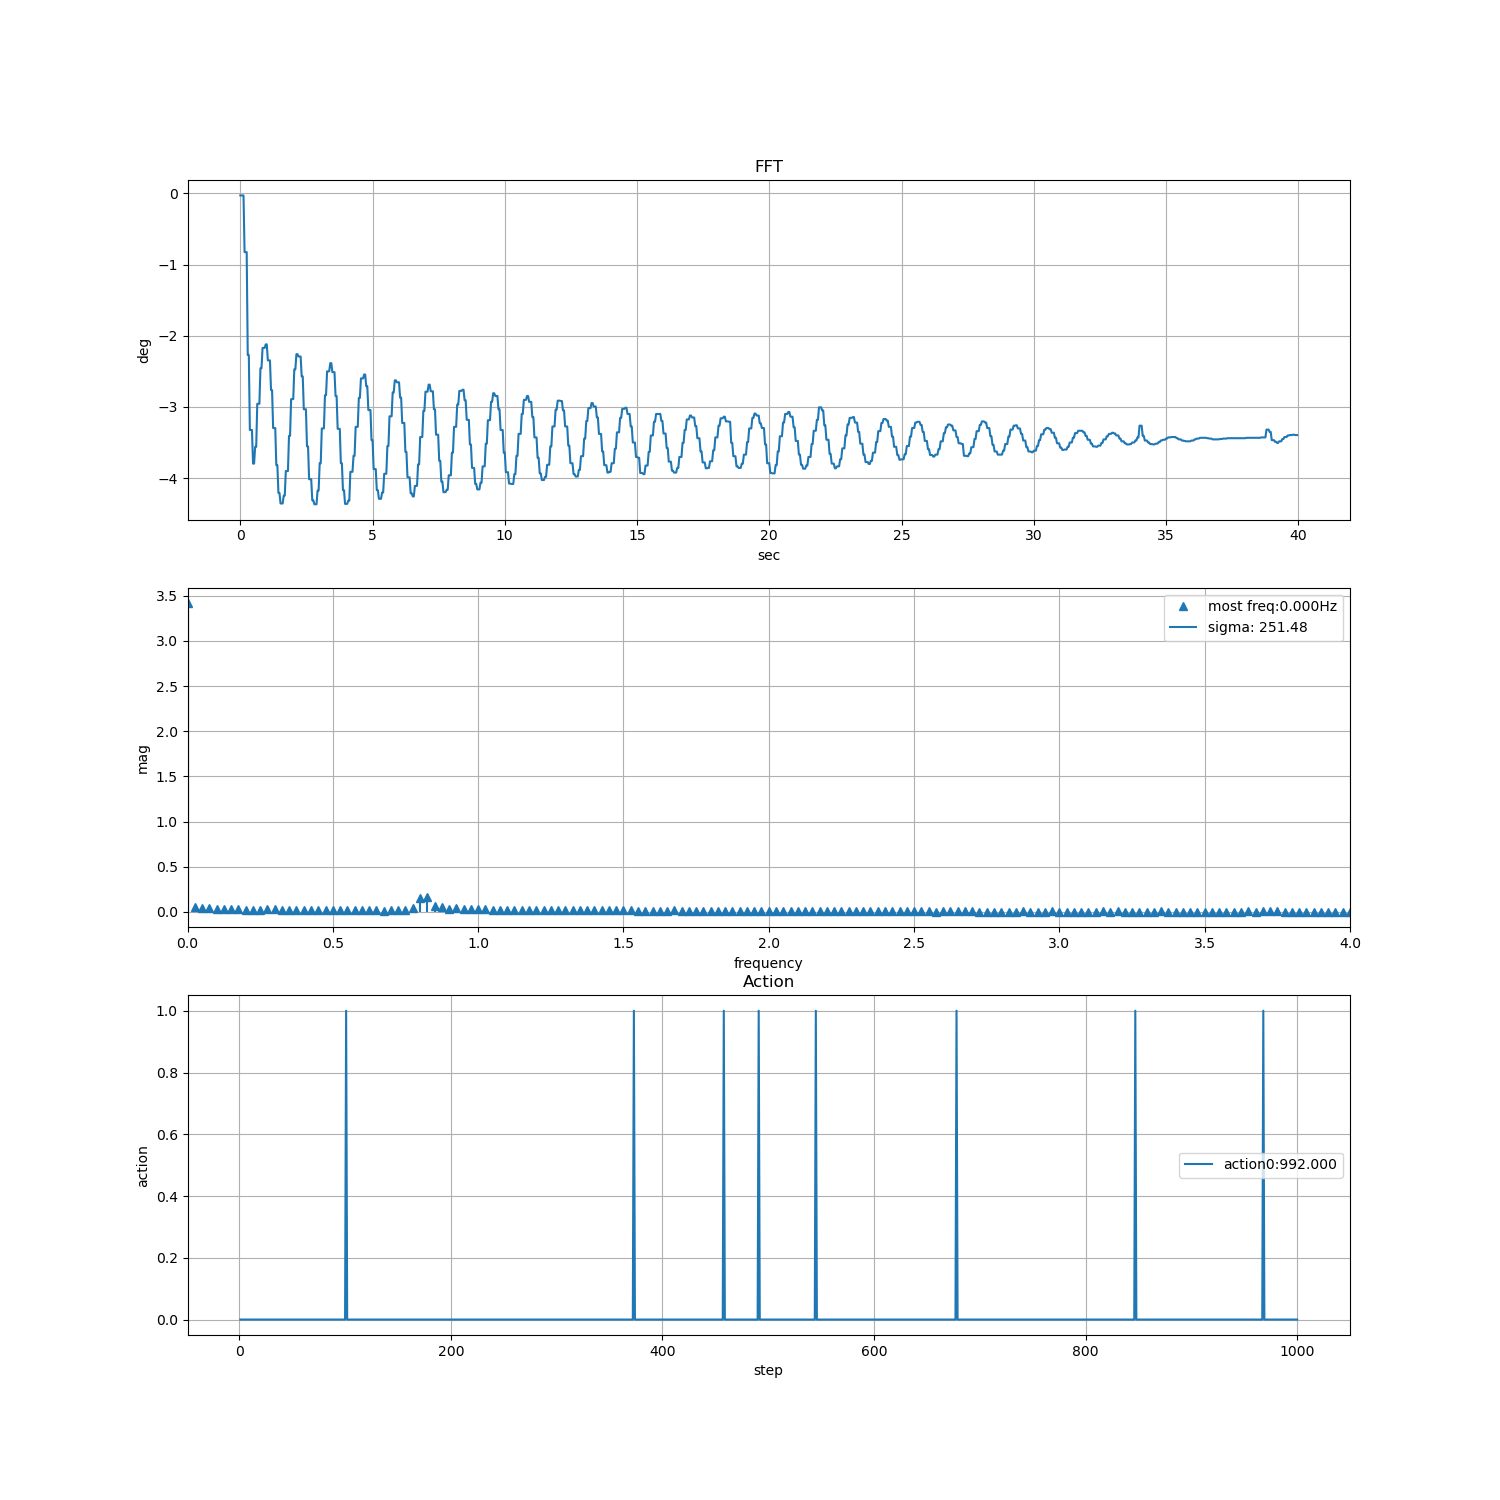 FFT
0
−1
−2
−3
−4
deg
0 5 10 15 20 25 30 35 40
sec
3.5
3.0
2.5
2.0
1.5
1.0
0.5
0.0
mag
most freq:0.000Hz
sigma: 251.48
0.0 0.5 1.0 1.5 2.0 2.5 3.0 3.5 4.0
frequency
Action
1.0
0.8
0.6
0.4
0.2
0.0
action
action0:992.000
0 200 400 600 800 1000
step